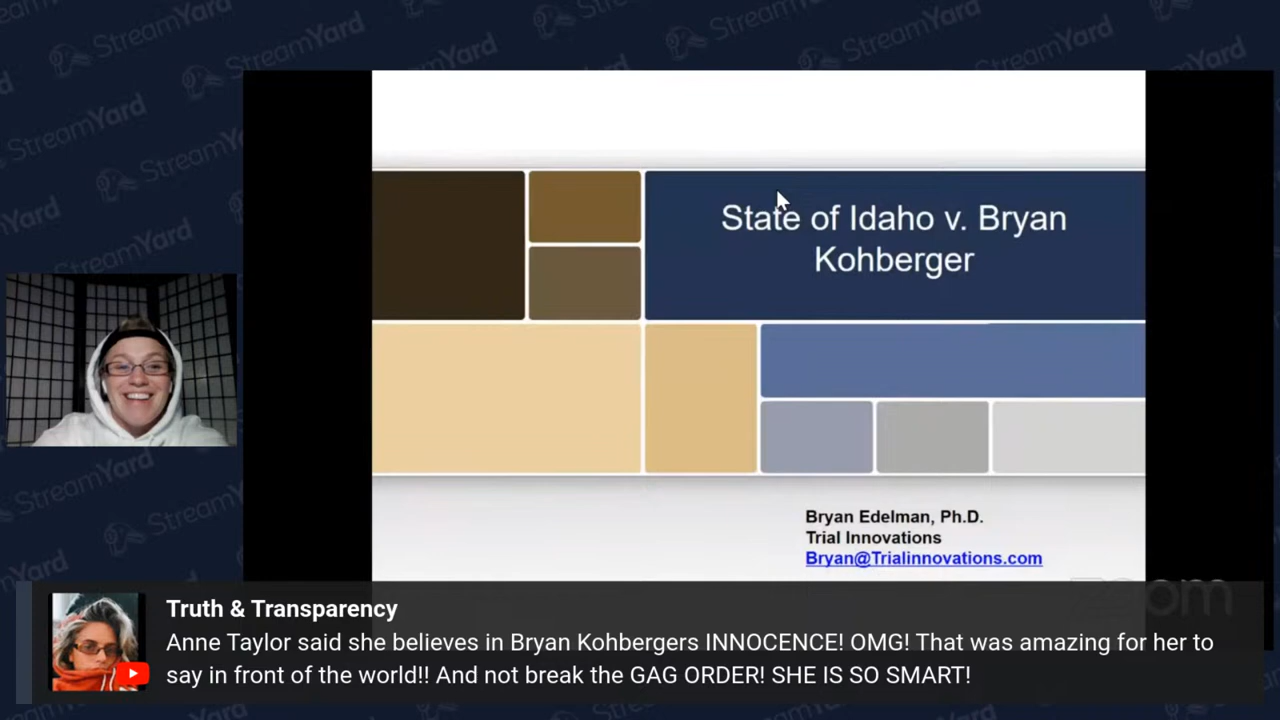 StreamYard
State of Idaho v. Bryan
Kohberger
Bryan Edelman, Ph.D.
Trial Innovations
Bryan@Trialinnovations.com
zoom
Truth & Transparency
Anne Taylor said she believes in Bryan Kohbergers INNOCENCE! OMG! That was amazing for her to
say in front of the world!! And not break the GAG ORDER! SHE IS SO SMART!